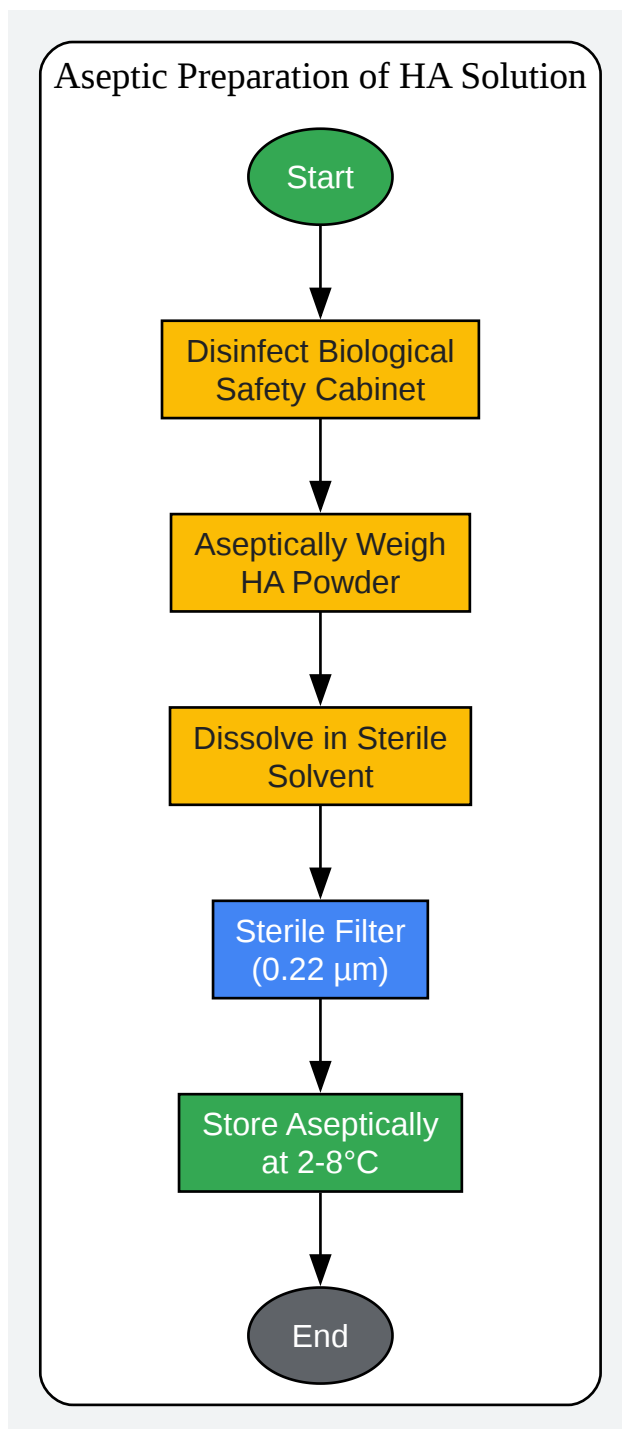 Aseptic Preparation of HA Solution
Start
Disinfect Biological
Safety Cabinet
Aseptically Weigh
HA Powder
Dissolve in Sterile
Solvent
Sterile Filter
(0.22 µm)
Store Aseptically
at 2-8°C
End